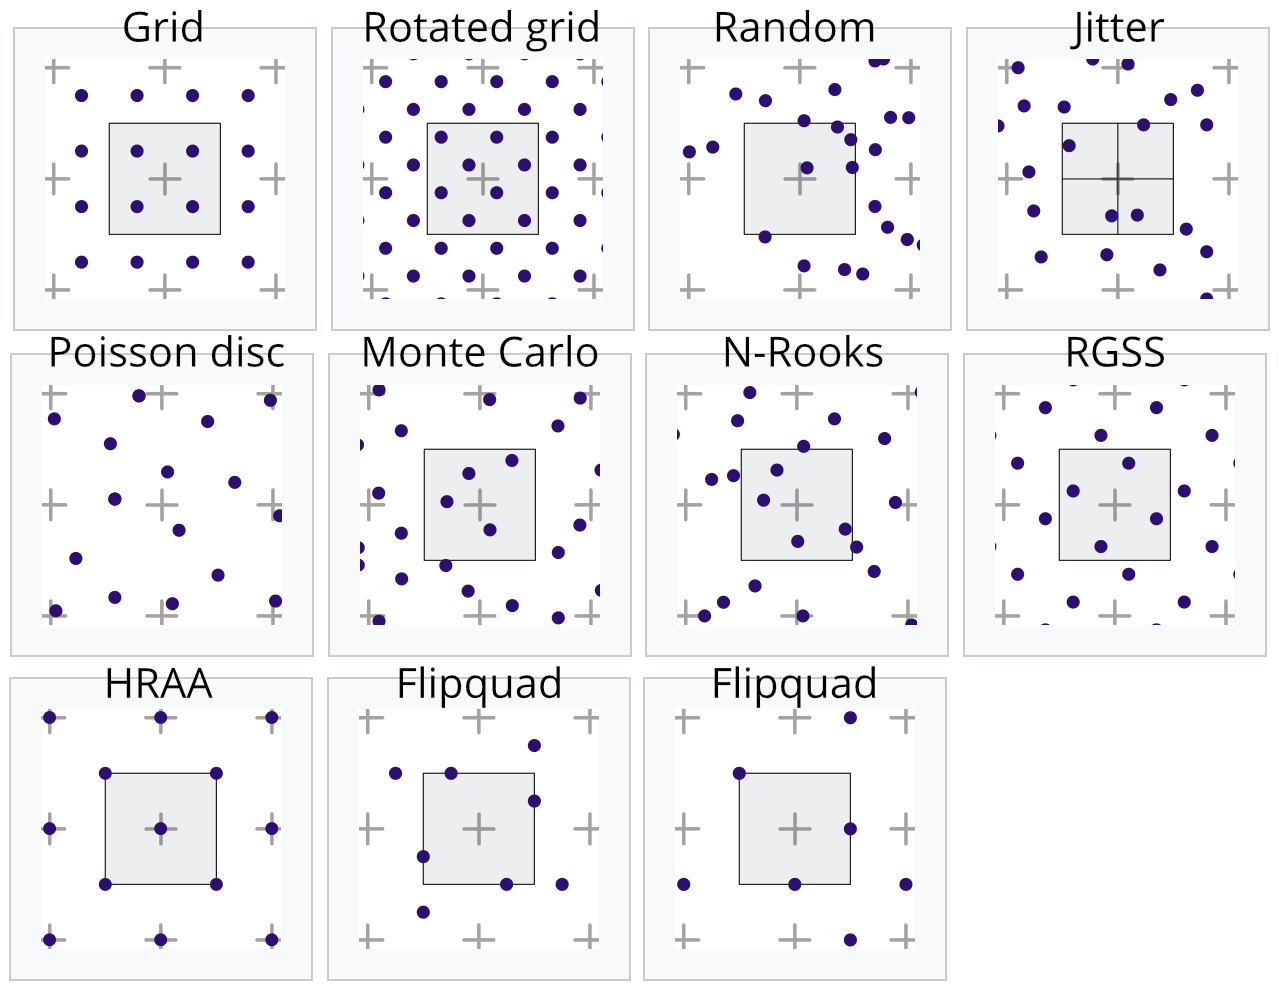 Grid
Rotated grid
Random
Jitter
Poisson disc
Monte Carlo
N-Rooks
RGSS
HRAA
Flipquad
Flipquad